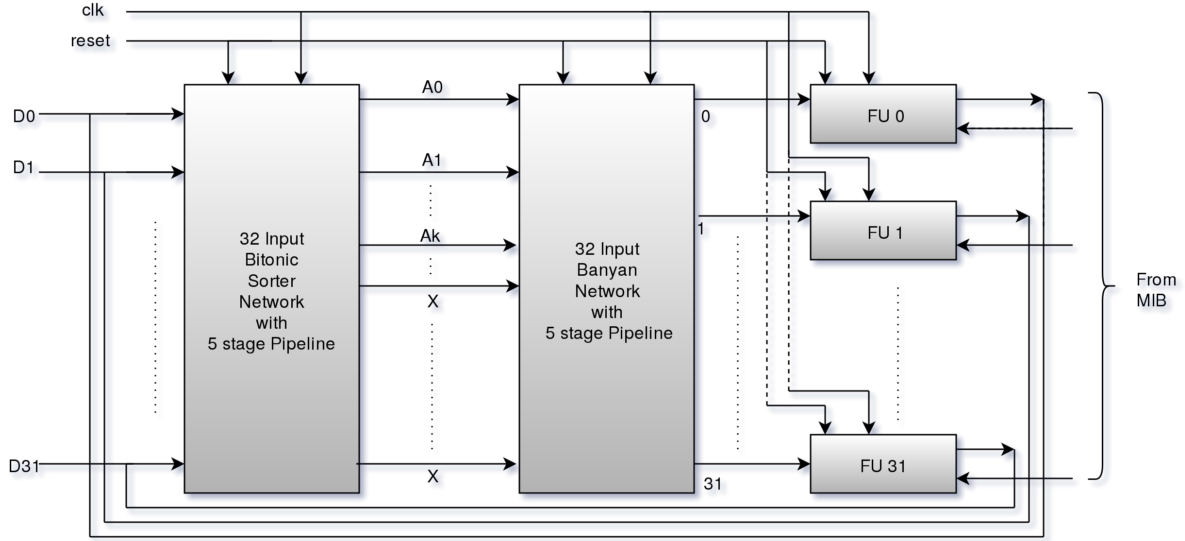 clk
reset
D0
D1
D31
32 Input
Bitonic
Sorter
Network
with
5 stage Pipeline
A0
A1
Ak
X
X
32 Input
Banyan
Network
with
5 stage Pipeline
0
1
31
FU 0
FU 1
FU 31
From
MIB